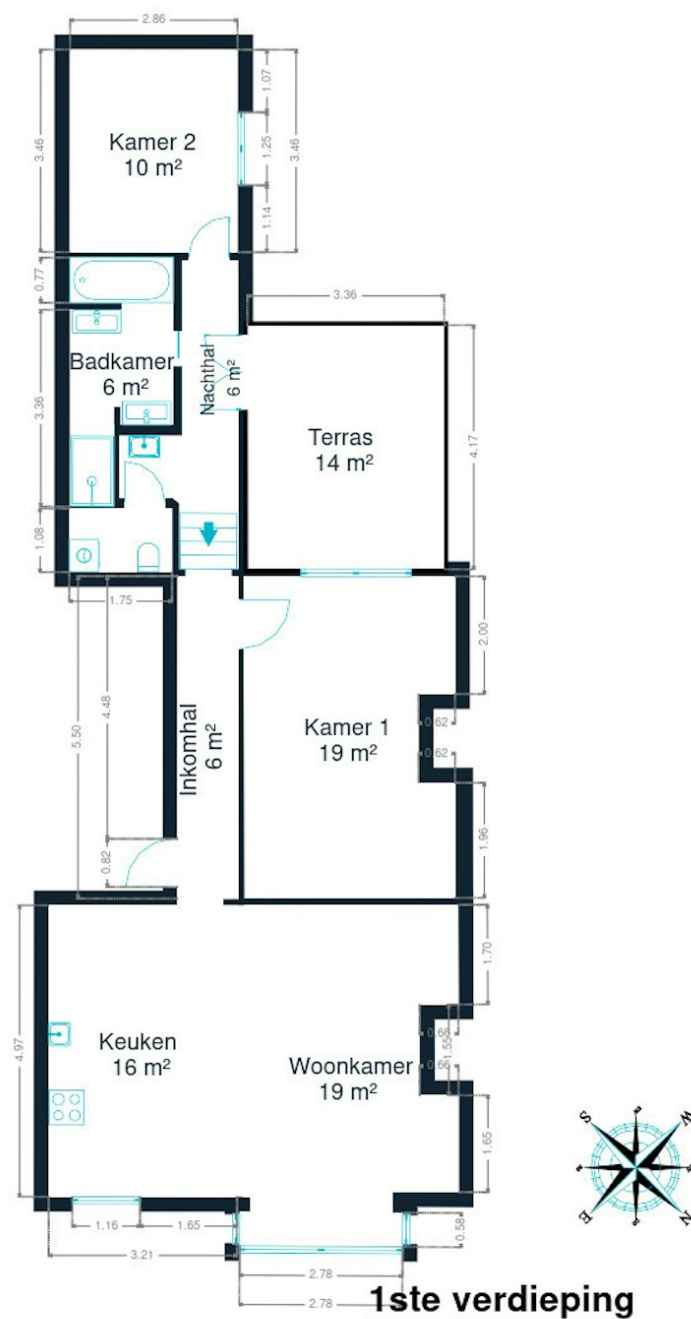 2.86
1.07
Kamer 2
10 m²
3.46
1.25
3.46
1.14
0.77
3.36
Badkamer
6 m²
Nachthal
6 m²
3.36
Terras
14 m²
4.17
1.08
1.75
2.00
4.48
5.50
Inkomhal
6 m²
Kamer 1
19 m²
0.62
0.62
0.82
1.96
1.70
4.97
Keuken
16 m²
Woonkamer
19 m²
0.66
1.55
0.66
1.65
S
W
E
N
1.16
1.65
0.58
3.21
2.78
2.78
1ste verdieping